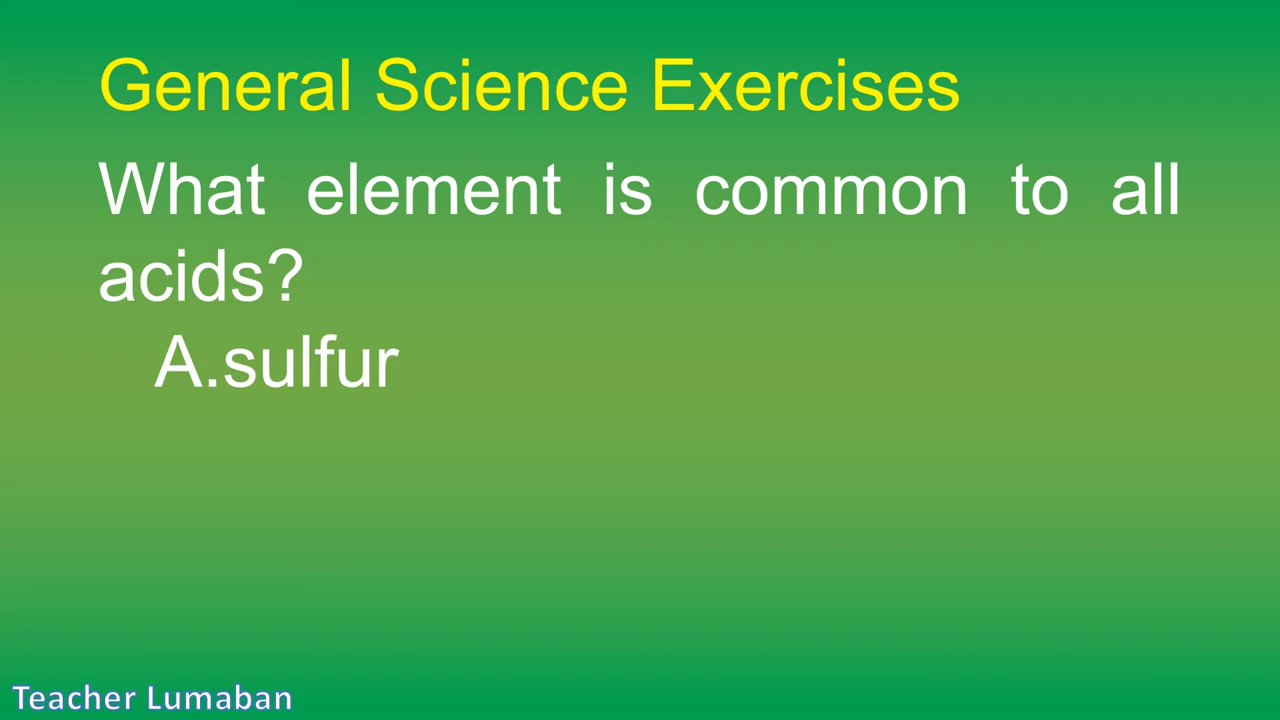 General Science Exercises
What element is common to all
acids?
A.sulfur
Teacher Lumaban